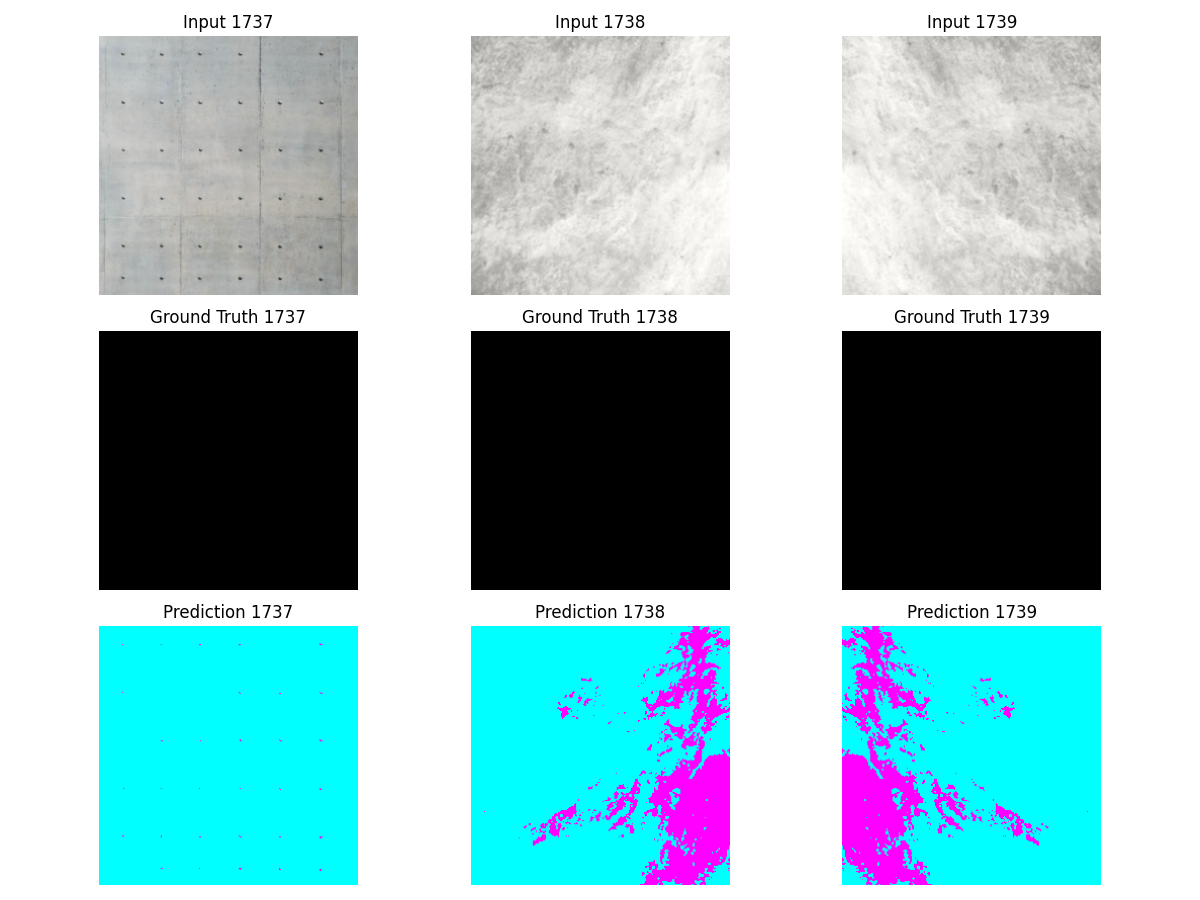 Input 1737
Input 1738
Input 1739
Ground Truth 1737
Ground Truth 1738
Ground Truth 1739
Prediction 1737
Prediction 1738
Prediction 1739